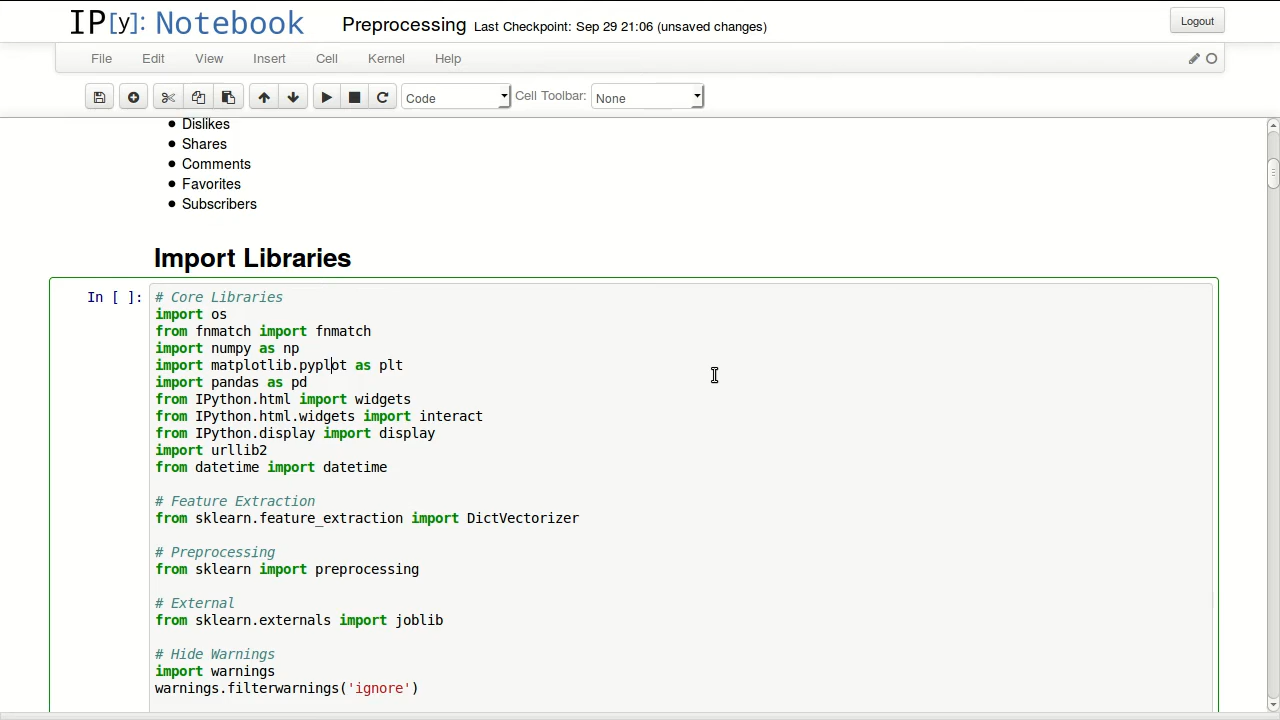 IP[y]: Notebook Preprocessing Last Checkpoint: Sep 29 21:06 (unsaved changes) Logout
File Edit View Insert Cell Kernel Help
Code Cell Toolbar: None
Dislikes
Shares
Comments
Favorites
Subscribers
Import Libraries
In [ ]: # Core Libraries
import os
from fnmatch import fnmatch
import numpy as np
import matplotlib.pyplot as plt
import pandas as pd
from IPython.html import widgets
from IPython.html.widgets import interact
from IPython.display import display
import urllib2
from datetime import datetime
# Feature Extraction
from sklearn.feature_extraction import DictVectorizer
# Preprocessing
from sklearn import preprocessing
# External
from sklearn.externals import joblib
# Hide Warnings
import warnings
warnings.filterwarnings('ignore')